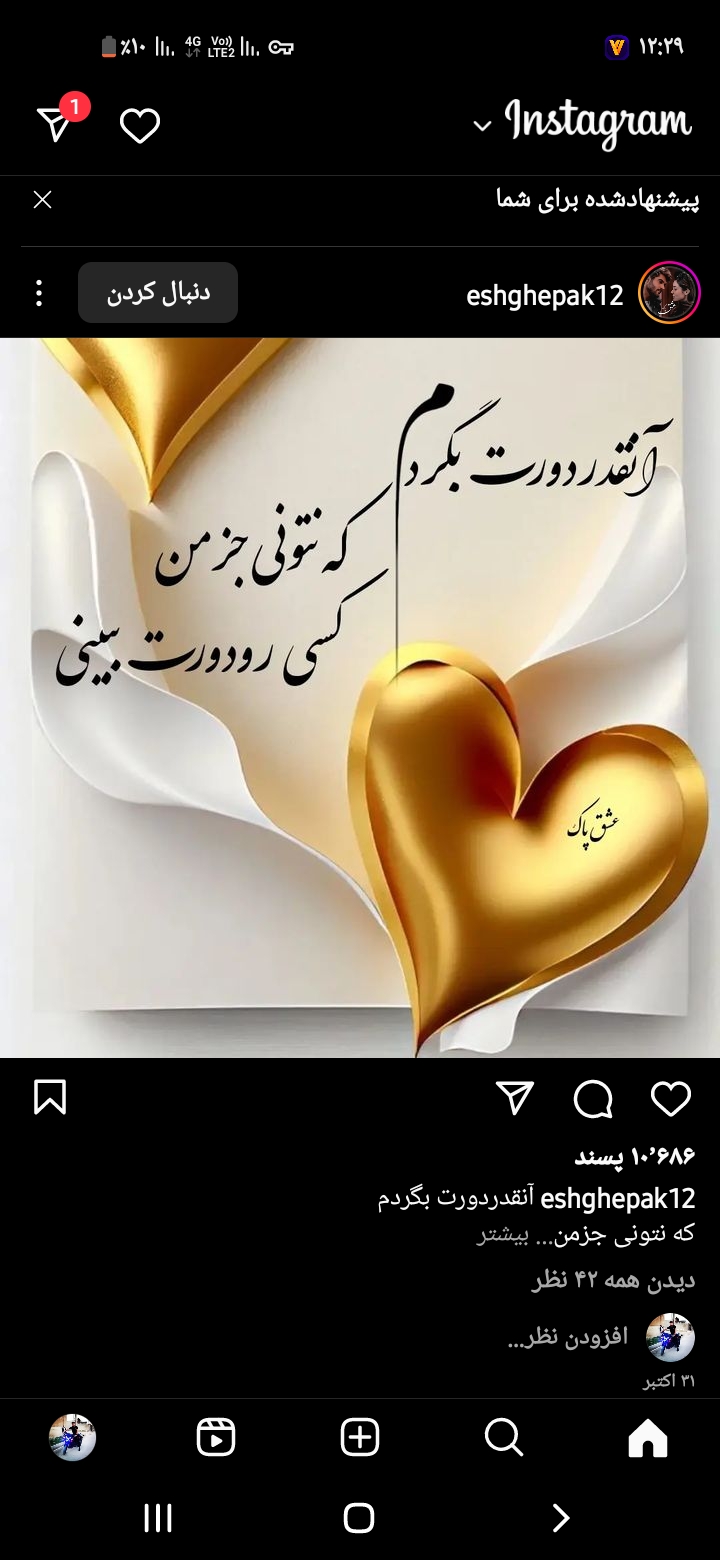 ٪۱۰ 4G Vo)) LTE2 ۱۲:۲۹
Instagram
1
پیشنهادشده برای شما
eshghepak12 دنبال کردن
آنقدر دورت بگردم
که نتونی جز من
کسی رو دورت ببینی
عشق پاک
۱۰٬۶۸۶ پسند
eshghepak12 آنقدردورت بگردم
که نتونی جزمن... بیشتر
دیدن همه ۴۲ نظر
افزودن نظر...
۳۱ اکتبر